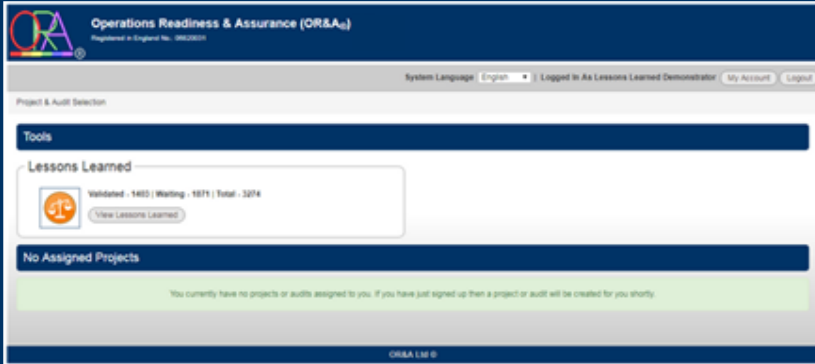 ORA
®
Operations Readiness & Assurance (OR&A©)
Registered in England No.
System Language English | Logged In As Lessons Learned Demonstrator My Account Logout
Project & Audit Selection
Tools
Lessons Learned
Validated - 1403 | Waiting - 1871 | Total - 3274
View Lessons Learned
No Assigned Projects
You currently have no projects or audits assigned to you. If you have just signed up then a project or audit will be created for you shortly.
OR&A Ltd ©